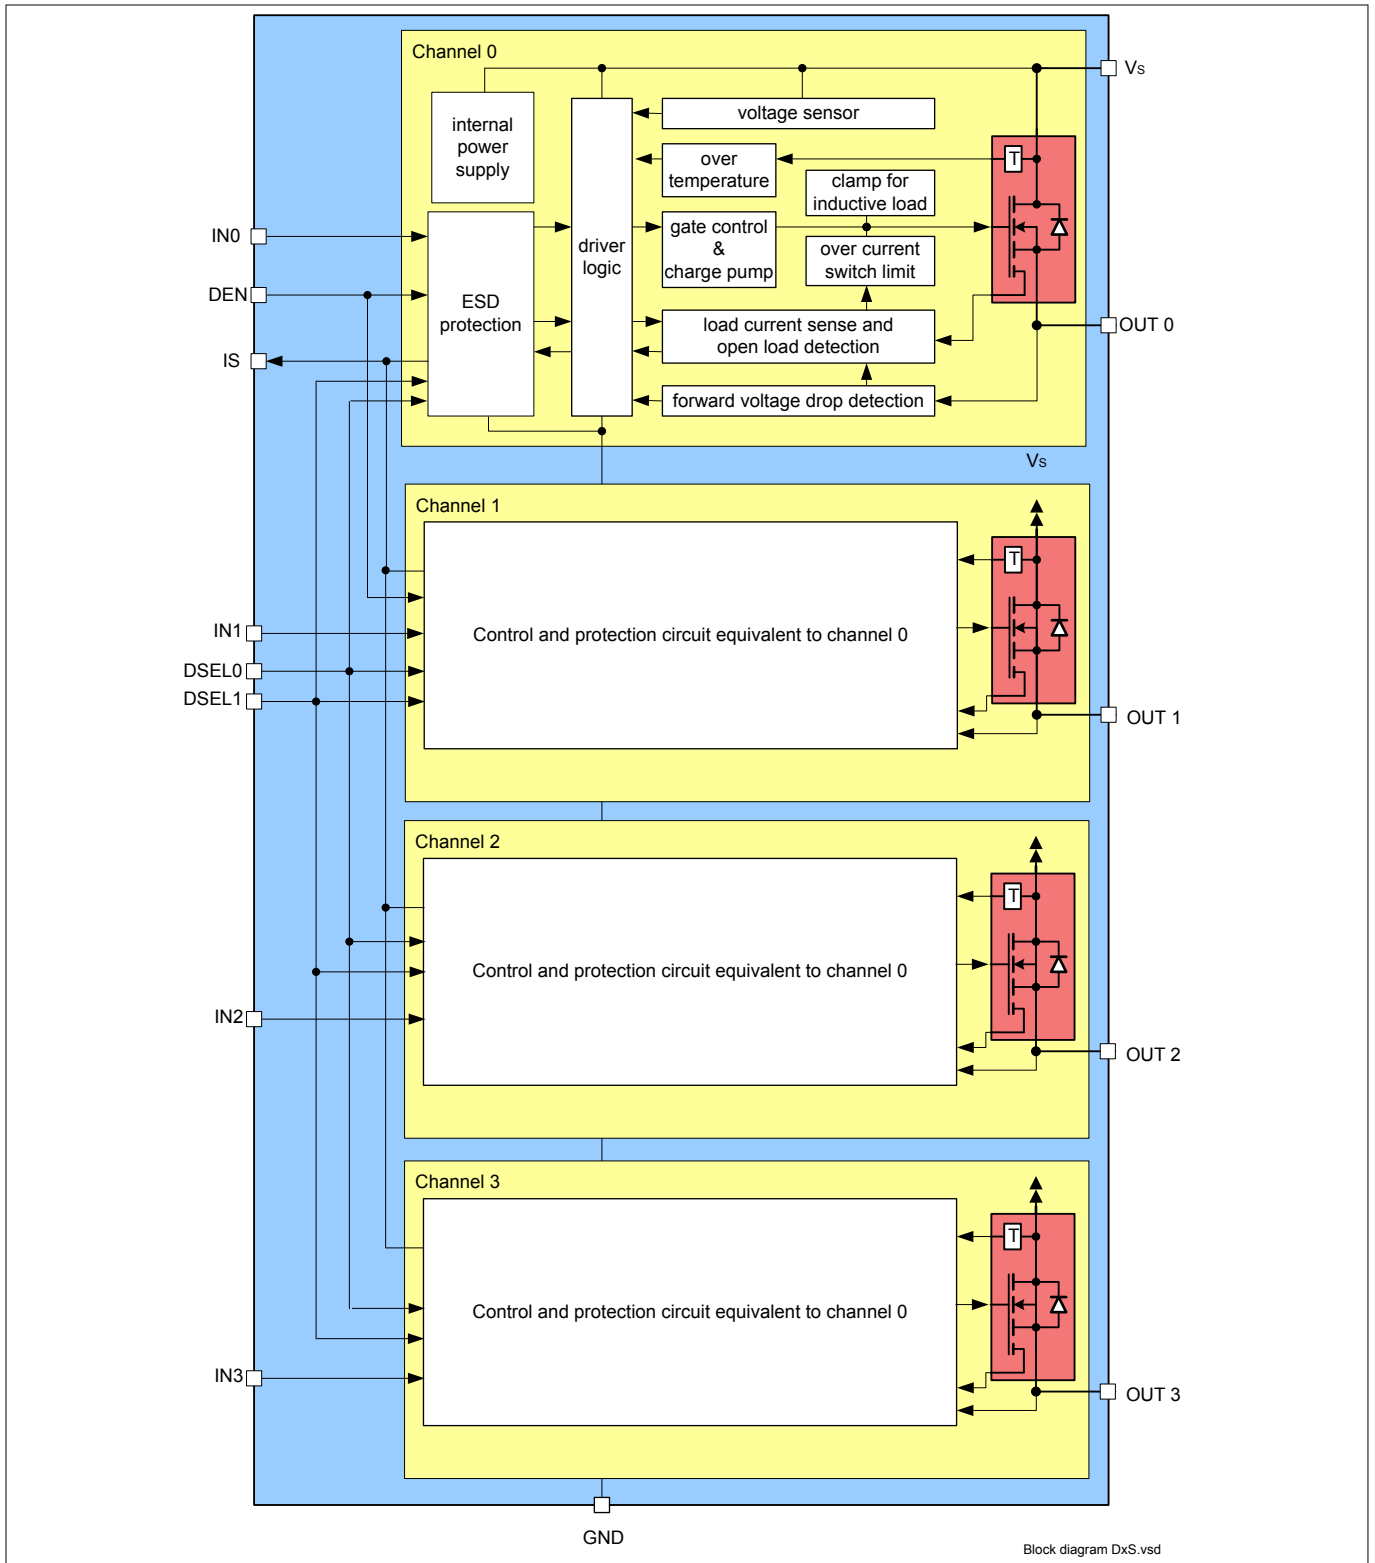 Channel 0
Vs
internal
power
supply
voltage sensor
over
temperature
T
clamp for
inductive load
IN0
driver
logic
gate control
&
charge pump
over current
switch limit
DEN
ESD
protection
load current sense and
open load detection
OUT 0
IS
forward voltage drop detection
Vs
Channel 1
T
IN1
Control and protection circuit equivalent to channel 0
DSEL0
DSEL1
OUT 1
Channel 2
T
Control and protection circuit equivalent to channel 0
IN2
OUT 2
Channel 3
T
Control and protection circuit equivalent to channel 0
IN3
OUT 3
GND
Block diagram DxS.vsd